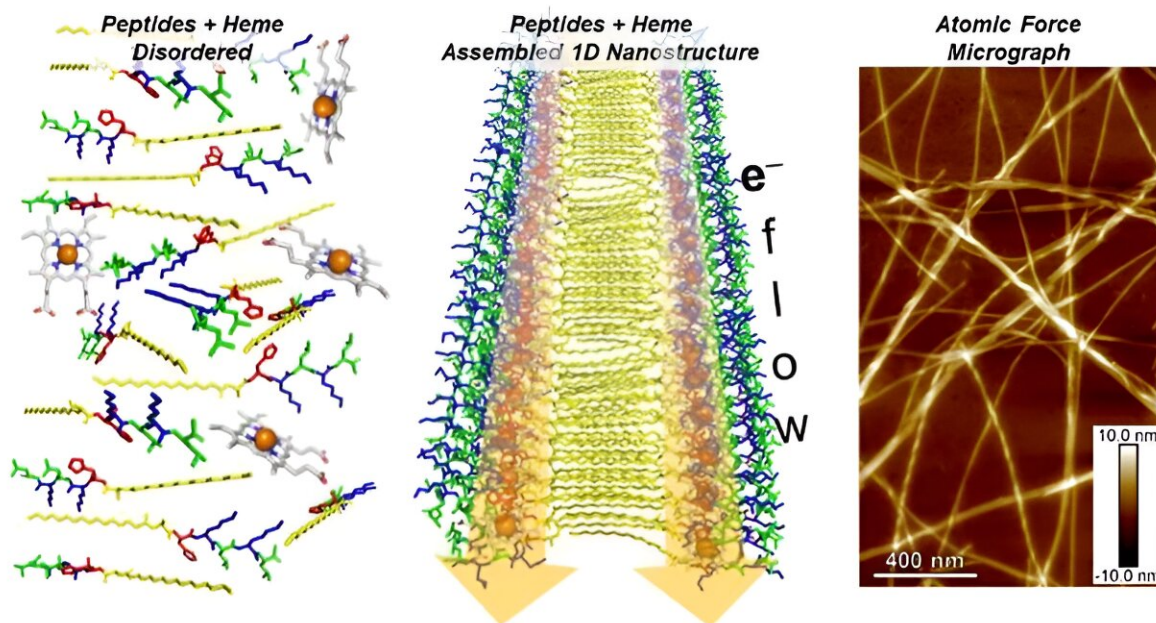 Peptides + Heme
Disordered
Peptides + Heme
Assembled 1D Nanostructure
Atomic Force
Micrograph
e⁻
f
l
o
w
10.0 nm
-10.0 nm
400 nm